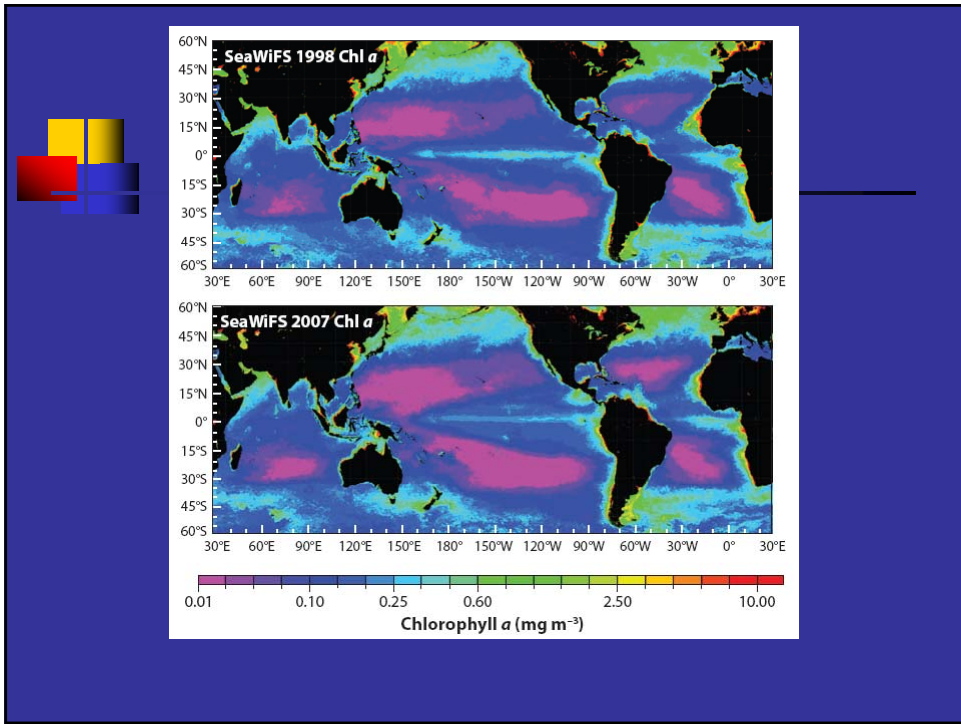 SeaWiFS 1998 Chl a
60°N
45°N
30°N
15°N
0°
15°S
30°S
45°S
60°S
30°E 60°E 90°E 120°E 150°E 180° 150°W 120°W 90°W 60°W 30°W 0° 30°E
SeaWiFS 2007 Chl a
60°N
45°N
30°N
15°N
0°
15°S
30°S
45°S
60°S
30°E 60°E 90°E 120°E 150°E 180° 150°W 120°W 90°W 60°W 30°W 0° 30°E
0.01 0.10 0.25 0.60 2.50 10.00
Chlorophyll a (mg m⁻³)